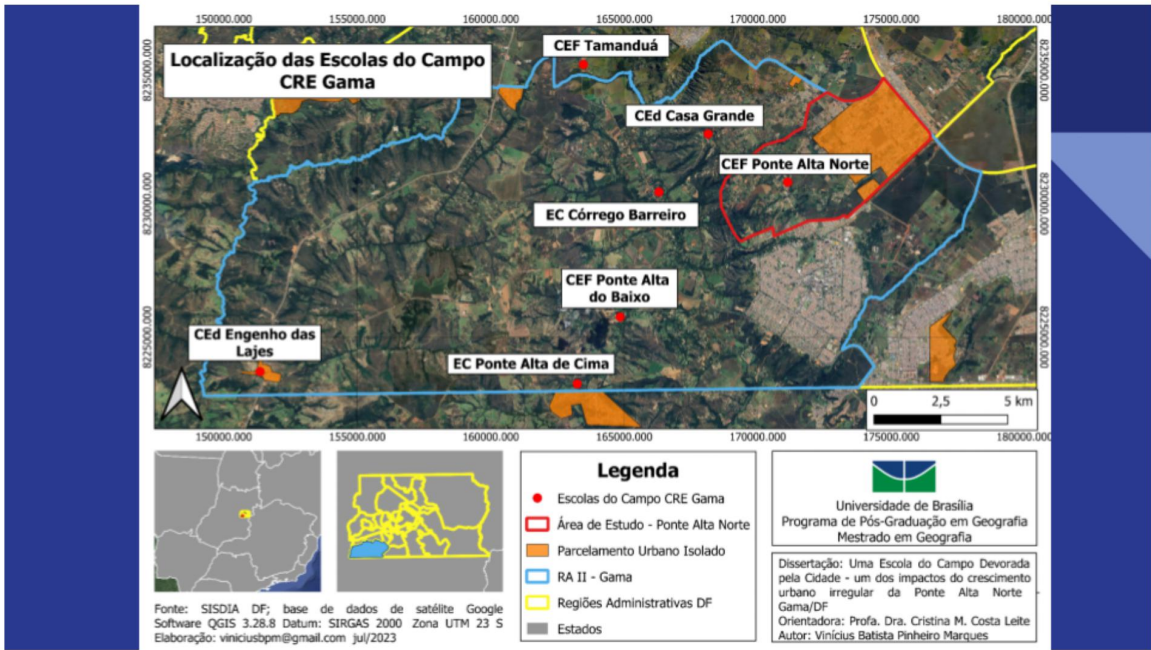 150000.000 155000.000 160000.000 165000.000 170000.000 175000.000 180000.000
Localização das Escolas do Campo
CRE Gama
CEF Tamanduá
CEd Casa Grande
CEF Ponte Alta Norte
EC Córrego Barreiro
CEF Ponte Alta
do Baixo
CEd Engenho das
Lajes
EC Ponte Alta de Cima
8235000.000
8230000.000
8225000.000
8235000.000
8230000.000
8225000.000
0 2,5 5 km
150000.000 155000.000 160000.000 165000.000 170000.000 175000.000 180000.000
Legenda
Escolas do Campo CRE Gama
Área de Estudo - Ponte Alta Norte
Parcelamento Urbano Isolado
RA II - Gama
Regiões Administrativas DF
Estados
Universidade de Brasília
Programa de Pós-Graduação em Geografia
Mestrado em Geografia
Dissertação: Uma Escola do Campo Devorada
pela Cidade - um dos impactos do crescimento
urbano irregular da Ponte Alta Norte -
Gama/DF
Orientadora: Profa. Dra. Cristina M. Costa Leite
Autor: Vinícius Batista Pinheiro Marques
Fonte: SISDIA DF; base de dados de satélite Google
Software QGIS 3.28.8 Datum: SIRGAS 2000 Zona UTM 23 S
Elaboração: viniciusbpm@gmail.com jul/2023